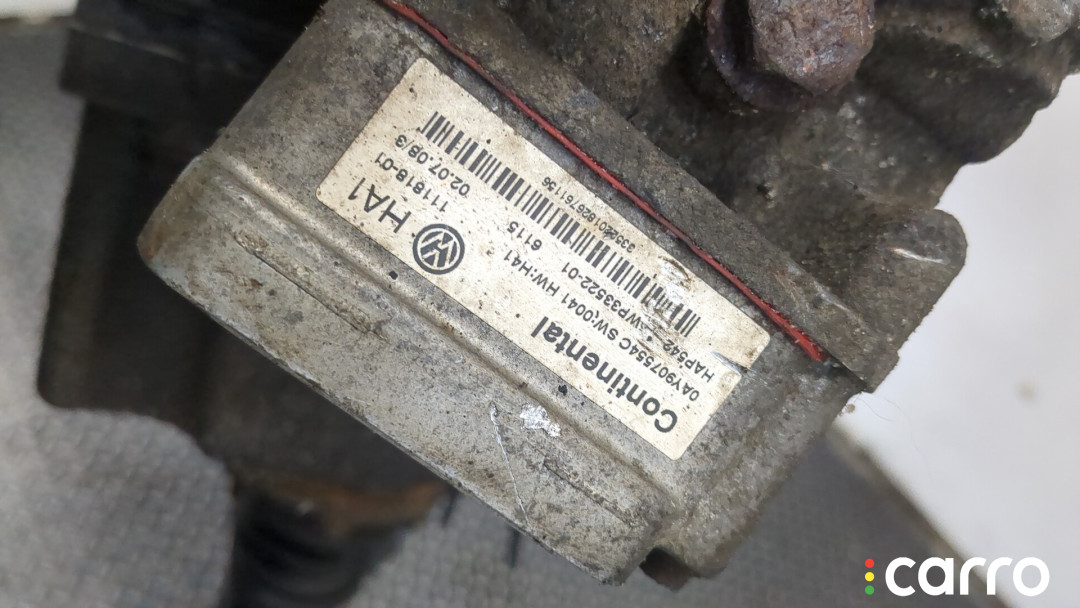 Continental
0AY907554C SW:0041 HW:H41 HA1
HAP542 WP33522-01 6115 111818-01
02.07.08/3
carro